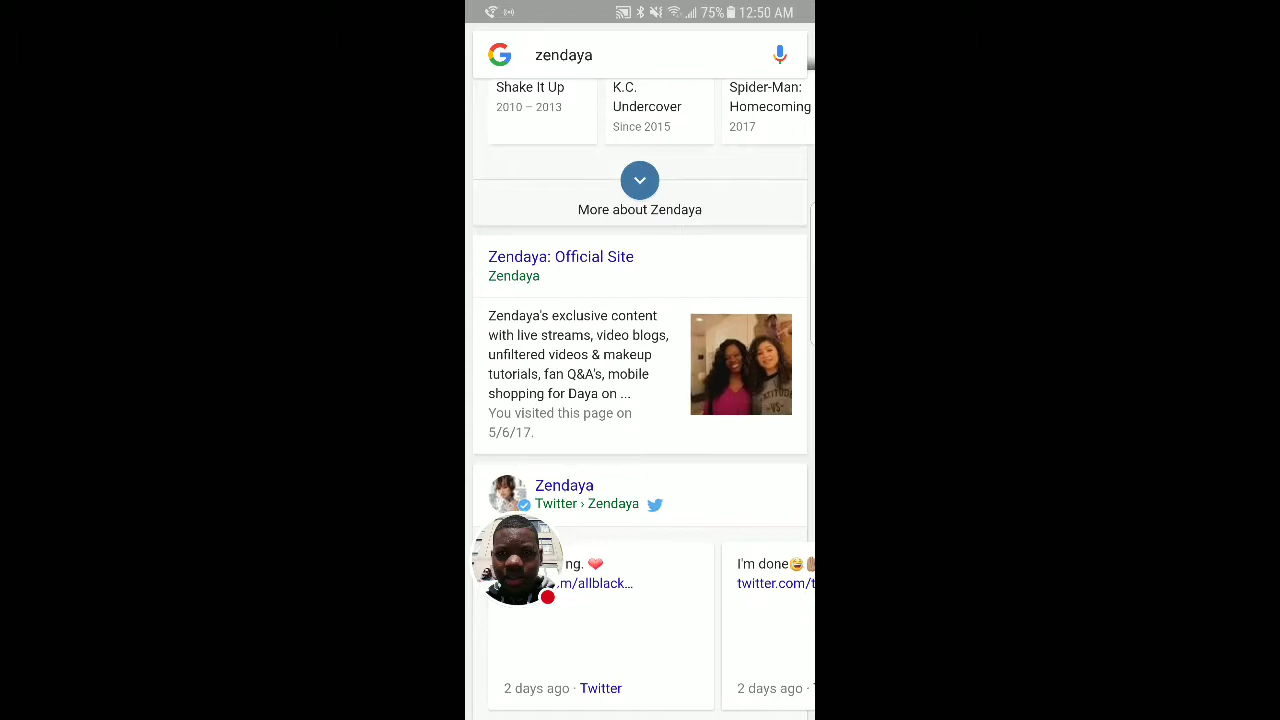 75% 12:50 AM
zendaya
Shake It Up
2010 – 2013
K.C.
Undercover
Since 2015
Spider-Man:
Homecoming
2017
More about Zendaya
Zendaya: Official Site
Zendaya
Zendaya's exclusive content
with live streams, video blogs,
unfiltered videos & makeup
tutorials, fan Q&A's, mobile
shopping for Daya on ...
You visited this page on
5/6/17.
Zendaya
Twitter › Zendaya
ng. ❤
m/allblack...
2 days ago · Twitter
I'm done😅
twitter.com/t
2 days ago ·